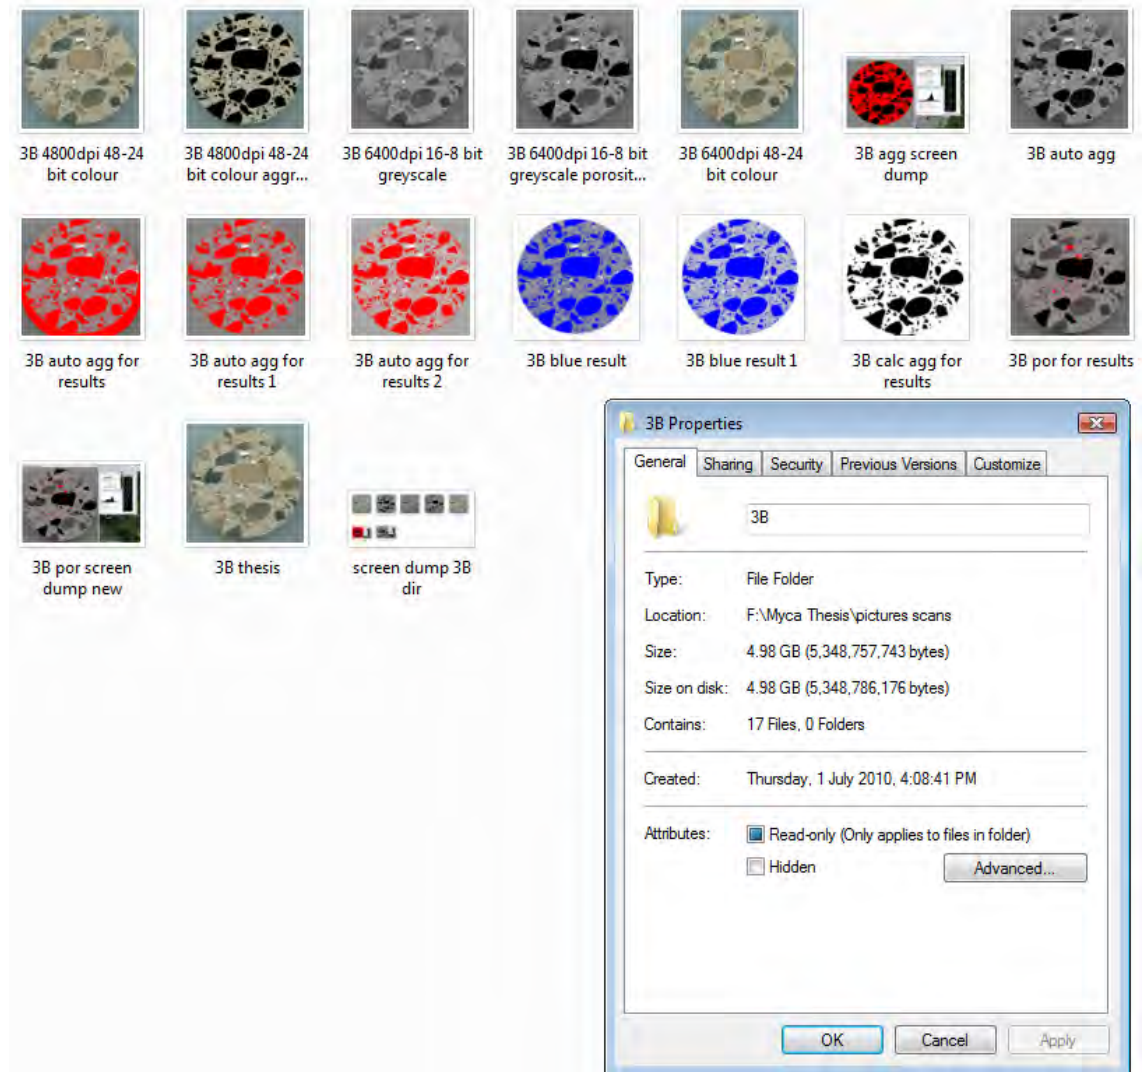 3B 4800dpi 48-24
bit colour
3B 4800dpi 48-24
bit colour aggr...
3B 6400dpi 16-8 bit
greyscale
3B 6400dpi 16-8 bit
greyscale porosit...
3B 6400dpi 48-24
bit colour
3B agg screen
dump
3B auto agg
3B auto agg for
results
3B auto agg for
results 1
3B auto agg for
results 2
3B blue result
3B blue result 1
3B calc agg for
results
3B por for results
3B por screen
dump new
3B thesis
screen dump 3B
dir
3B Properties
General Sharing Security Previous Versions Customize
3B
Type: File Folder
Location: F:\Myca Thesis\pictures scans
Size: 4.98 GB (5,348,757,743 bytes)
Size on disk: 4.98 GB (5,348,786,176 bytes)
Contains: 17 Files, 0 Folders
Created: Thursday, 1 July 2010, 4:08:41 PM
Attributes: Read-only (Only applies to files in folder)
Hidden Advanced...
OK Cancel Apply